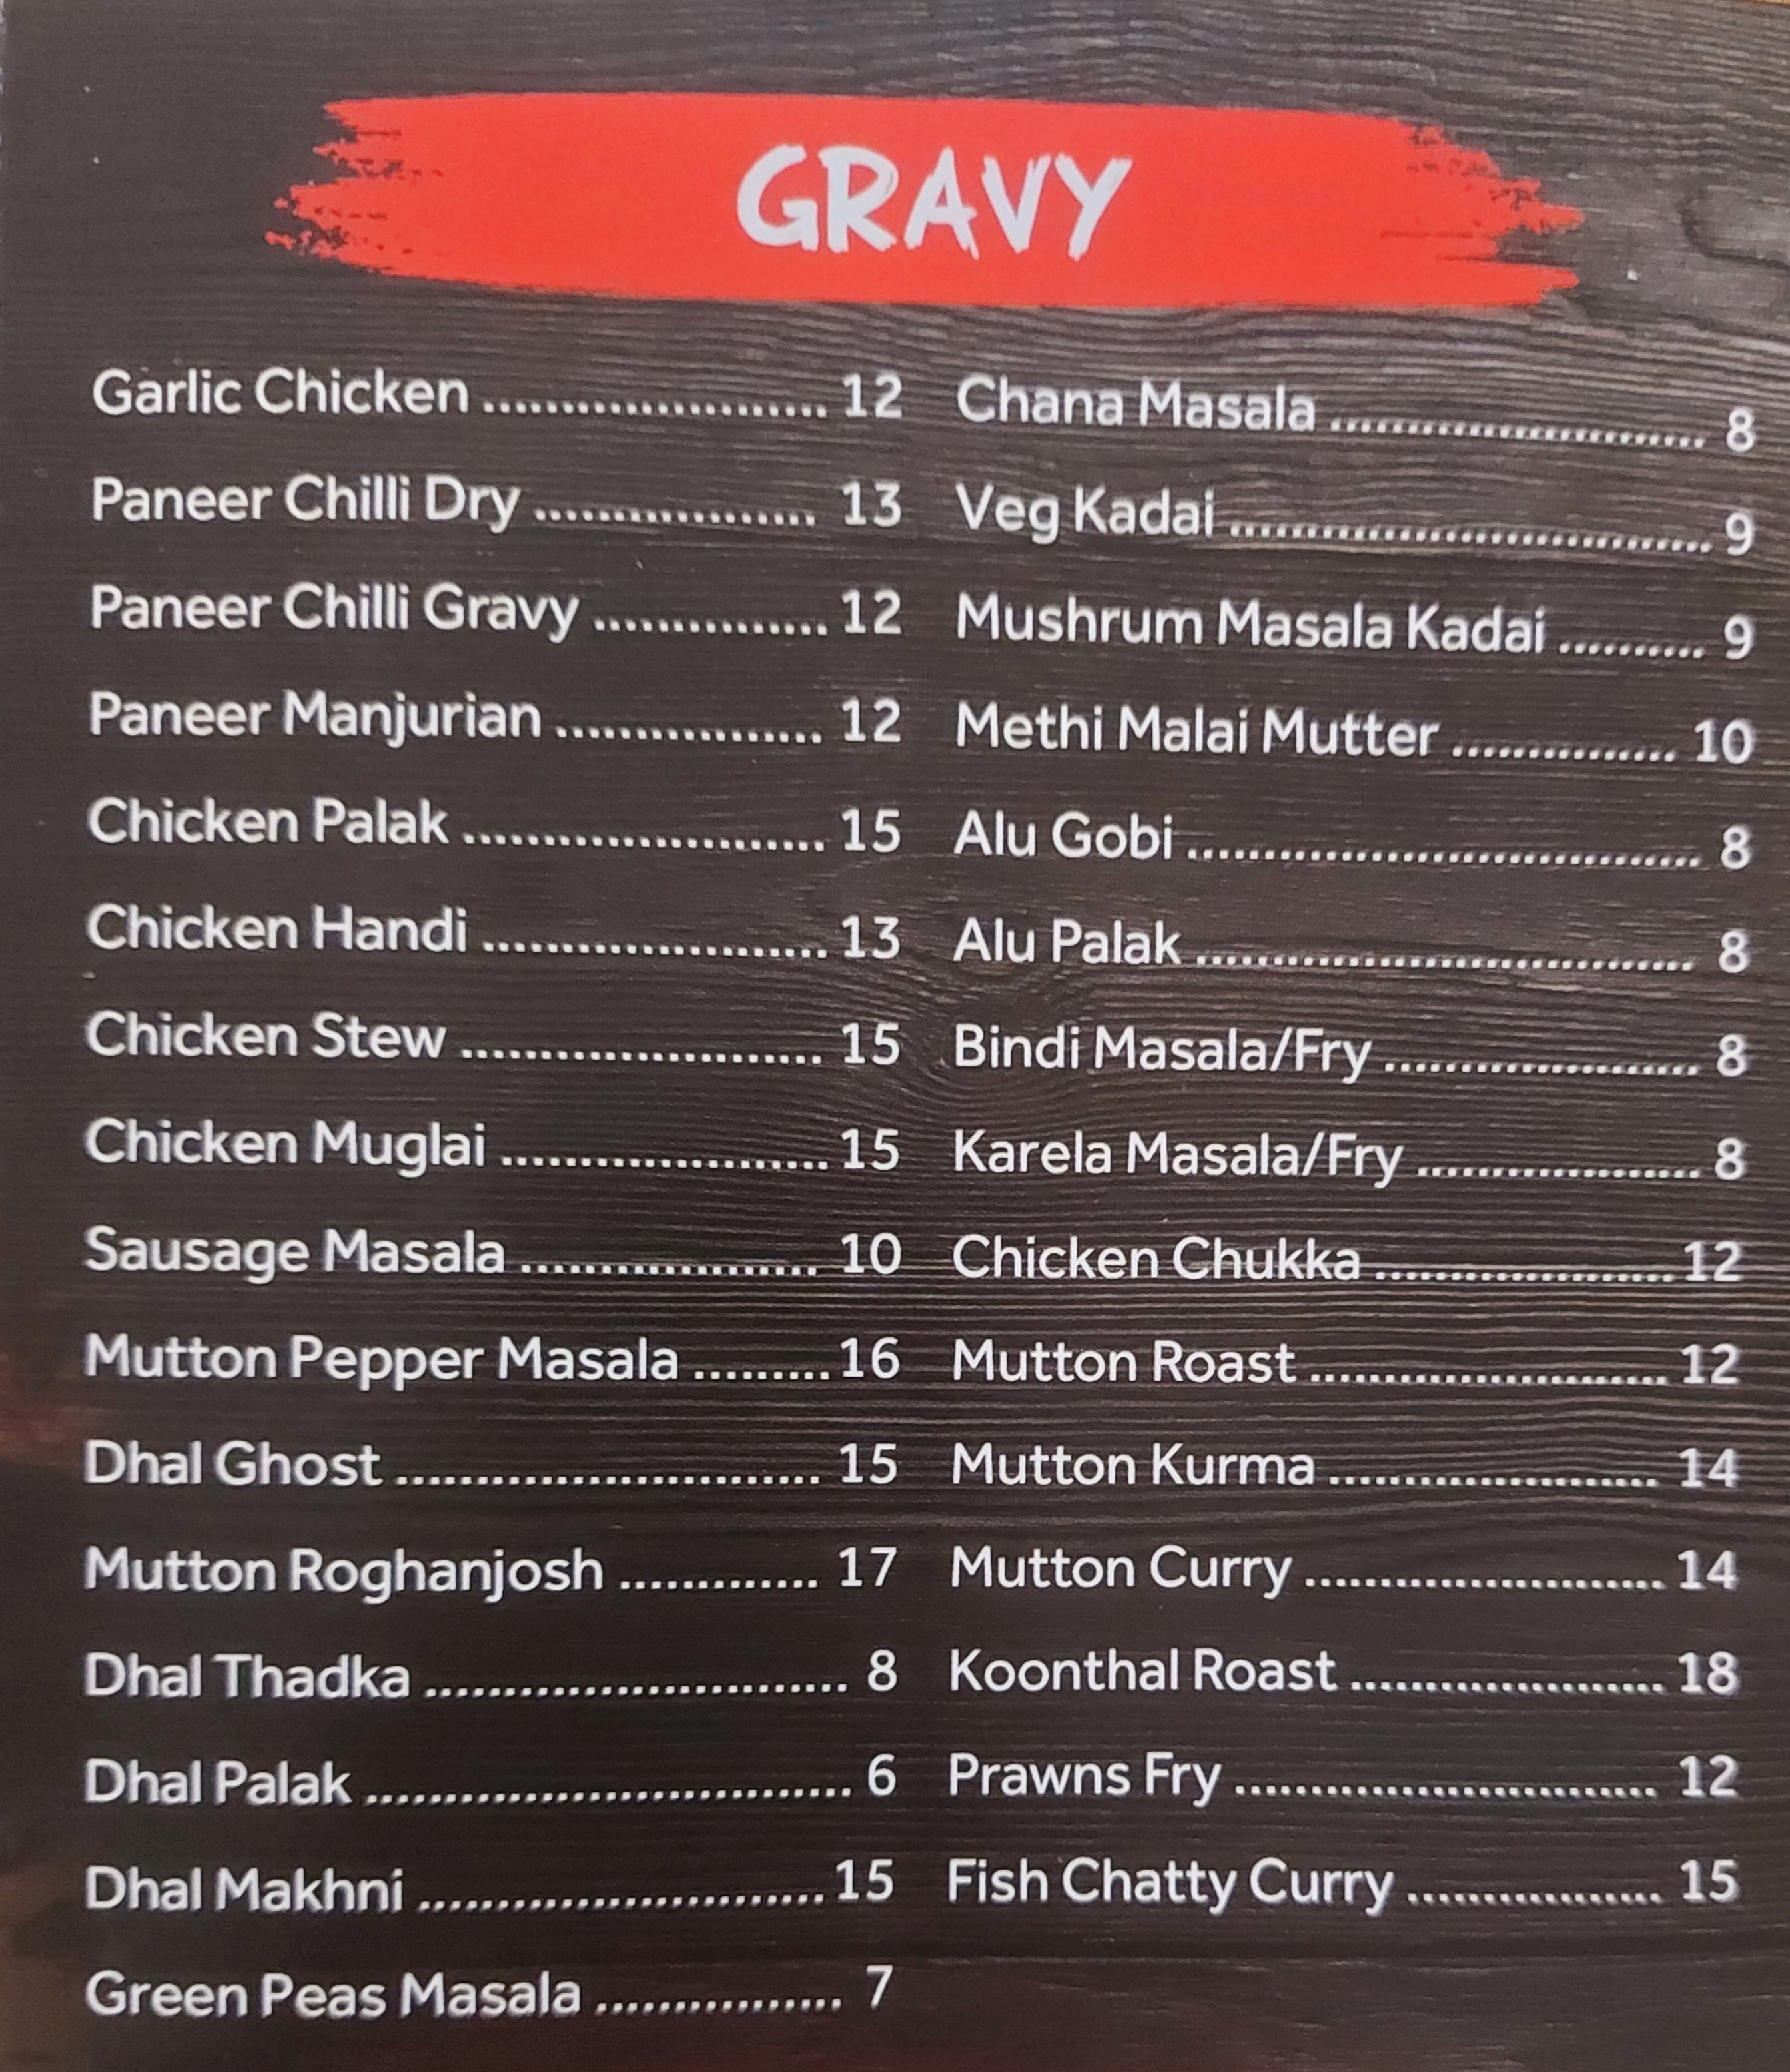 GRAVY
Garlic Chicken ...................... 12
Paneer Chilli Dry .................. 13
Paneer Chilli Gravy ............... 12
Paneer Manjurian ................. 12
Chicken Palak ....................... 15
Chicken Handi ...................... 13
Chicken Stew ....................... 15
Chicken Muglai ..................... 15
Sausage Masala ................... 10
Mutton Pepper Masala ......... 16
Dhal Ghost ........................... 15
Mutton Roghanjosh ............. 17
Dhal Thadka ........................... 8
Dhal Palak ............................... 6
Dhal Makhni .......................... 15
Green Peas Masala ................ 7
Chana Masala ......................... 8
Veg Kadai ................................ 9
Mushrum Masala Kadai .......... 9
Methi Malai Mutter ............... 10
Alu Gobi .................................. 8
Alu Palak ................................. 8
Bindi Masala/Fry ..................... 8
Karela Masala/Fry ................... 8
Chicken Chukka .................... 12
Mutton Roast ........................ 12
Mutton Kurma ...................... 14
Mutton Curry ........................ 14
Koonthal Roast ..................... 18
Prawns Fry ............................ 12
Fish Chatty Curry ................. 15